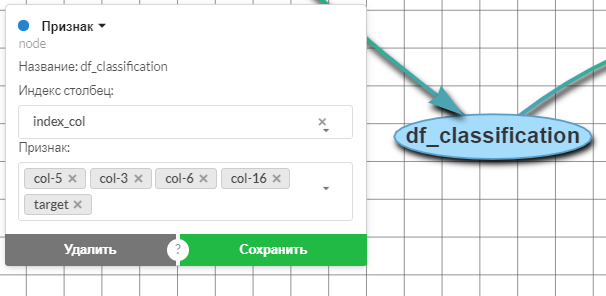 Признак
node
Название: df_classification
Индекс столбец:
index_col
Признак:
col-5 col-3 col-6 col-16
target
Удалить ? Сохранить
df_classification